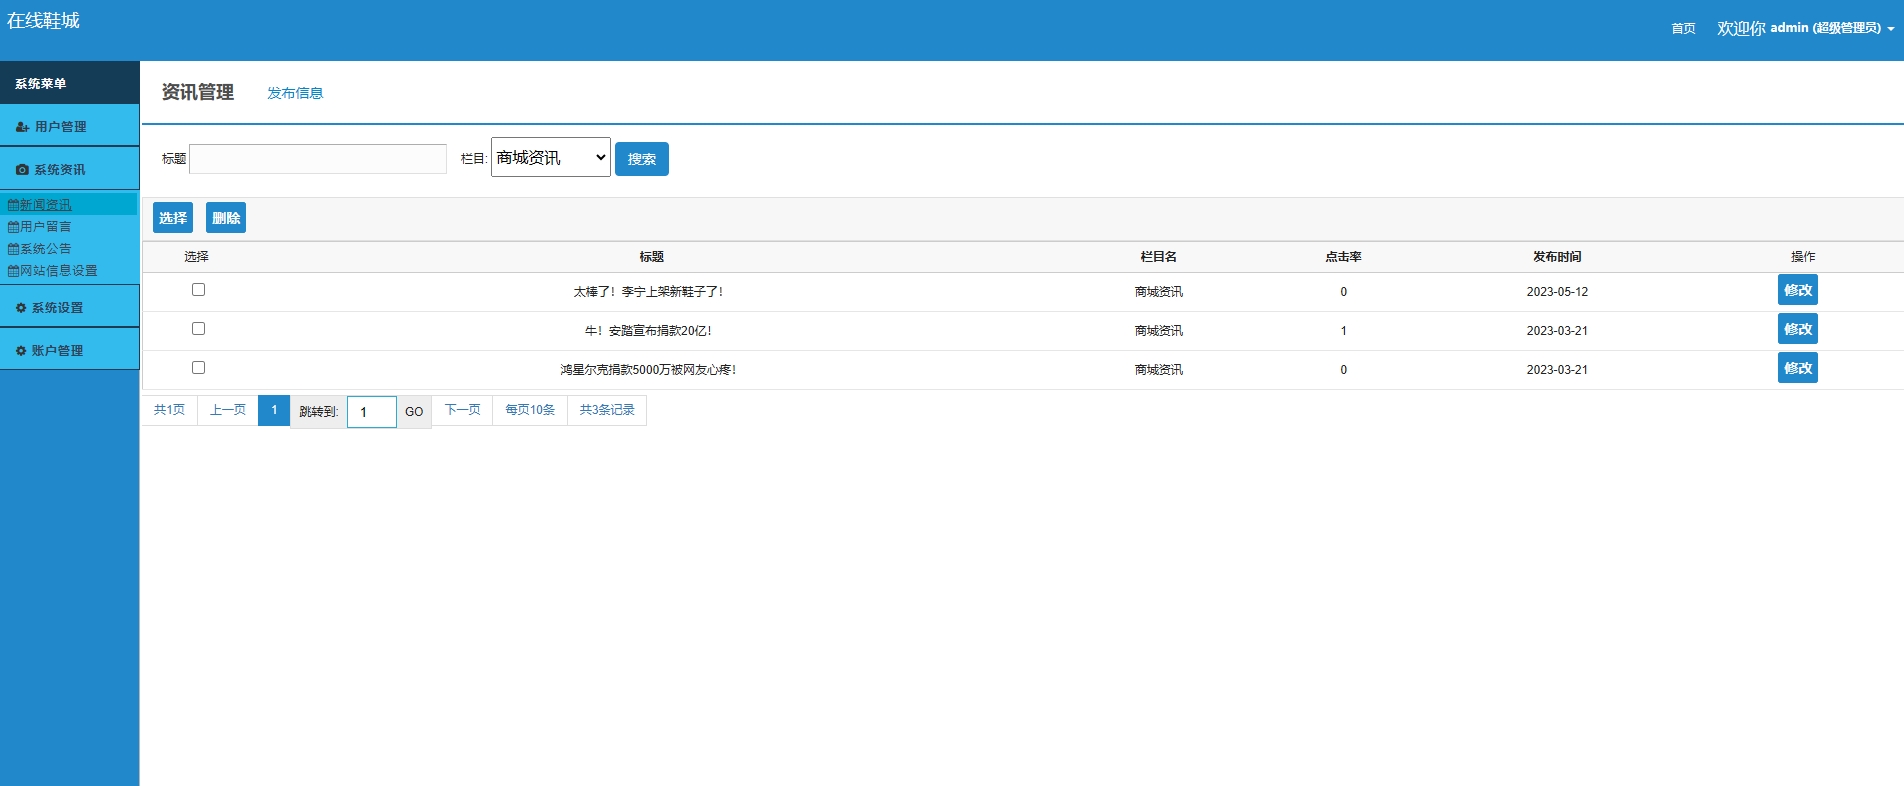 在线鞋城
首页 欢迎你 admin (超级管理员)
系统菜单
用户管理
系统资讯
新闻资讯
用户留言
系统公告
网站信息设置
系统设置
账户管理
资讯管理 发布信息
标题 栏目: 商城资讯 搜索
选择 删除
选择 标题 栏目名 点击率 发布时间 操作
太棒了！李宁上架新鞋子了！ 商城资讯 0 2023-05-12 修改
牛！安踏宣布捐款20亿！ 商城资讯 1 2023-03-21 修改
鸿星尔克捐款5000万被网友心疼！ 商城资讯 0 2023-03-21 修改
共1页 上一页 1 跳转到: 1 GO 下一页 每页10条 共3条记录